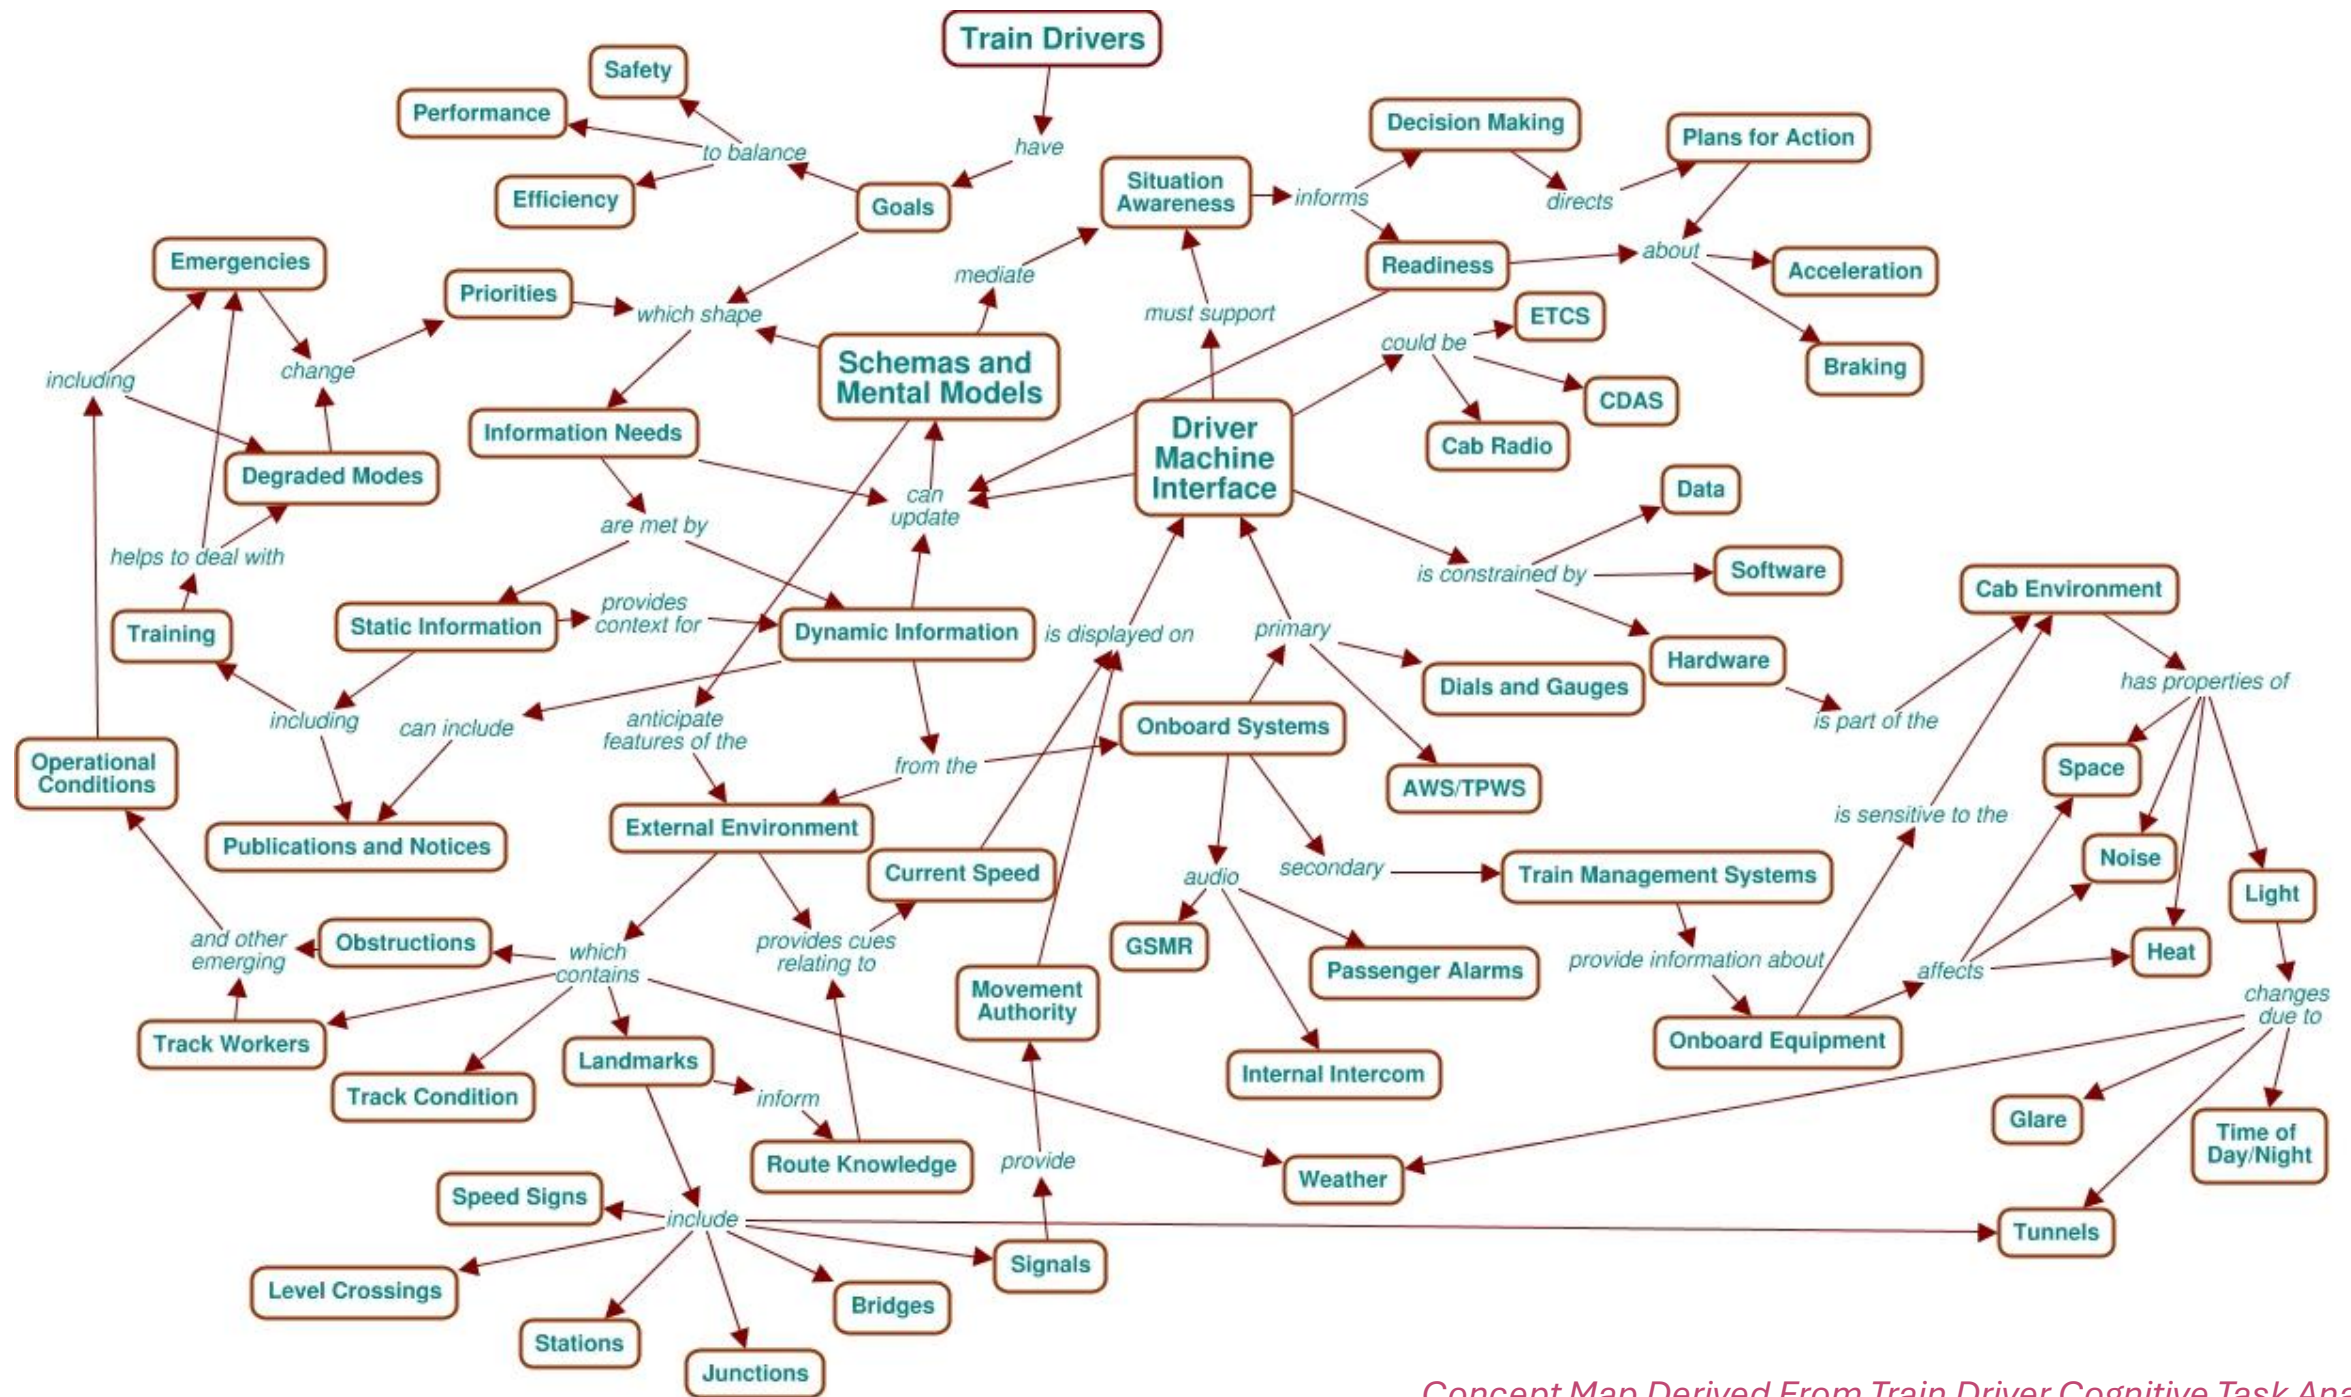 Train Drivers
Safety
Performance
to balance
Efficiency
have
Goals
Decision Making
Plans for Action
Situation
Awareness
informs
directs
Readiness
about
Acceleration
Braking
Emergencies
Priorities
which shape
mediate
must support
including
change
Schemas and
Mental Models
could be
ETCS
CDAS
Cab Radio
Information Needs
Driver
Machine
Interface
Degraded Modes
can
update
Data
are met by
helps to deal with
is constrained by
Software
Cab Environment
Training
Static Information
provides
context for
Dynamic Information
is displayed on
primary
Hardware
Dials and Gauges
has properties of
including
can include
anticipate
features of the
Onboard Systems
is part of the
from the
Operational
Conditions
AWS/TPWS
Space
Publications and Notices
External Environment
is sensitive to the
Current Speed
audio
secondary
Train Management Systems
Noise
Light
and other
emerging
Obstructions
which
contains
provides cues
relating to
GSMR
Passenger Alarms
provide information about
affects
Heat
Movement
Authority
changes
due to
Track Workers
Landmarks
Onboard Equipment
Track Condition
inform
Internal Intercom
Glare
Time of
Day/Night
Route Knowledge
provide
Weather
Speed Signs
include
Tunnels
Level Crossings
Signals
Bridges
Stations
Junctions
Concept Map Derived From Train Driver Cognitive Task Ana